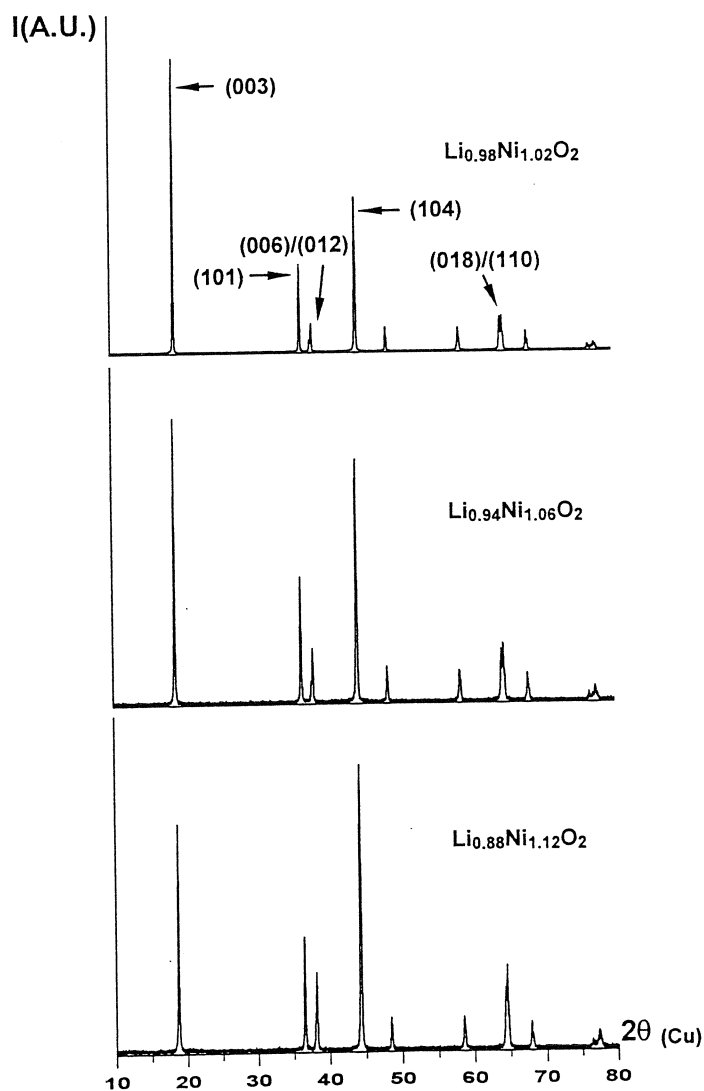 I(A.U.)
(003)
Li0.98Ni1.02O2
(104)
(006)/(012)
(018)/(110)
(101)
Li0.94Ni1.06O2
Li0.88Ni1.12O2
2θ (Cu)
10 20 30 40 50 60 70 80